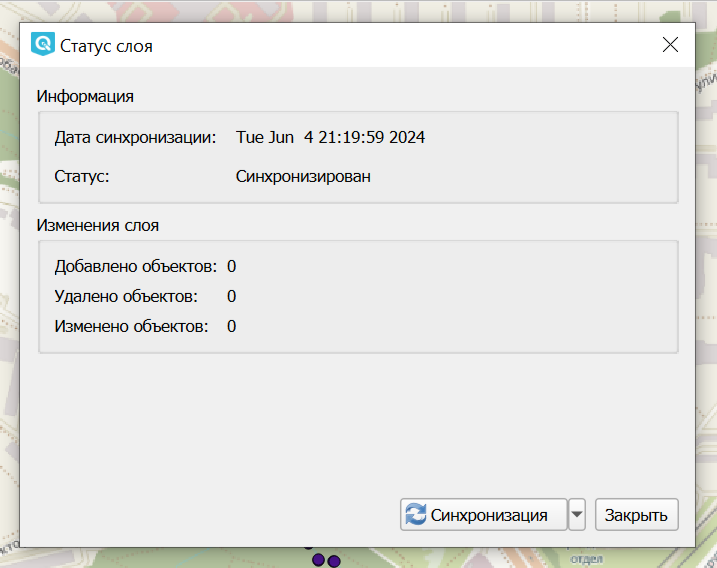 Статус слоя
Информация
Дата синхронизации: Tue Jun 4 21:19:59 2024
Статус: Синхронизирован
Изменения слоя
Добавлено объектов: 0
Удалено объектов: 0
Изменено объектов: 0
Синхронизация Закрыть
отдел